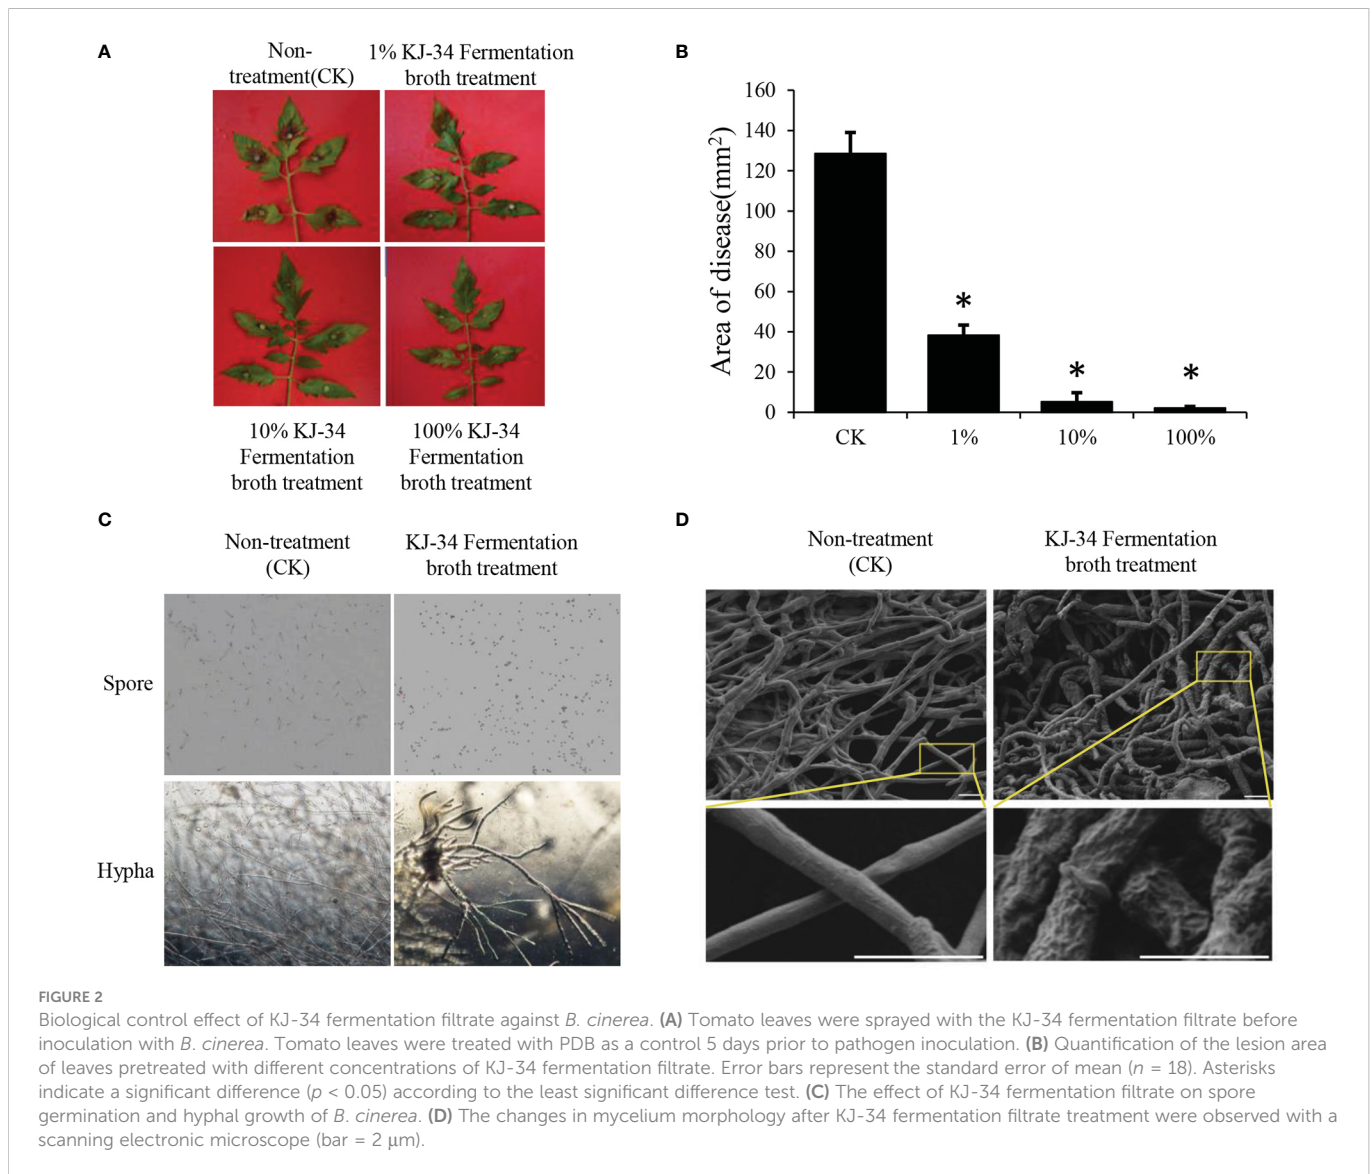 A
Non-
treatment(CK)
1% KJ-34 Fermentation
broth treatment
10% KJ-34
Fermentation
broth treatment
100% KJ-34
Fermentation
broth treatment
B
Area of disease(mm²)
160
140
120
100
80
60
40
20
0
*
*
*
CK
1%
10%
100%
C
Non-treatment
(CK)
KJ-34 Fermentation
broth treatment
Spore
Hypha
D
Non-treatment
(CK)
KJ-34 Fermentation
broth treatment
FIGURE 2
Biological control effect of KJ-34 fermentation filtrate against B. cinerea. (A) Tomato leaves were sprayed with the KJ-34 fermentation filtrate before
inoculation with B. cinerea. Tomato leaves were treated with PDB as a control 5 days prior to pathogen inoculation. (B) Quantification of the lesion area
of leaves pretreated with different concentrations of KJ-34 fermentation filtrate. Error bars represent the standard error of mean (n = 18). Asterisks
indicate a significant difference (p < 0.05) according to the least significant difference test. (C) The effect of KJ-34 fermentation filtrate on spore
germination and hyphal growth of B. cinerea. (D) The changes in mycelium morphology after KJ-34 fermentation filtrate treatment were observed with a
scanning electronic microscope (bar = 2 μm).